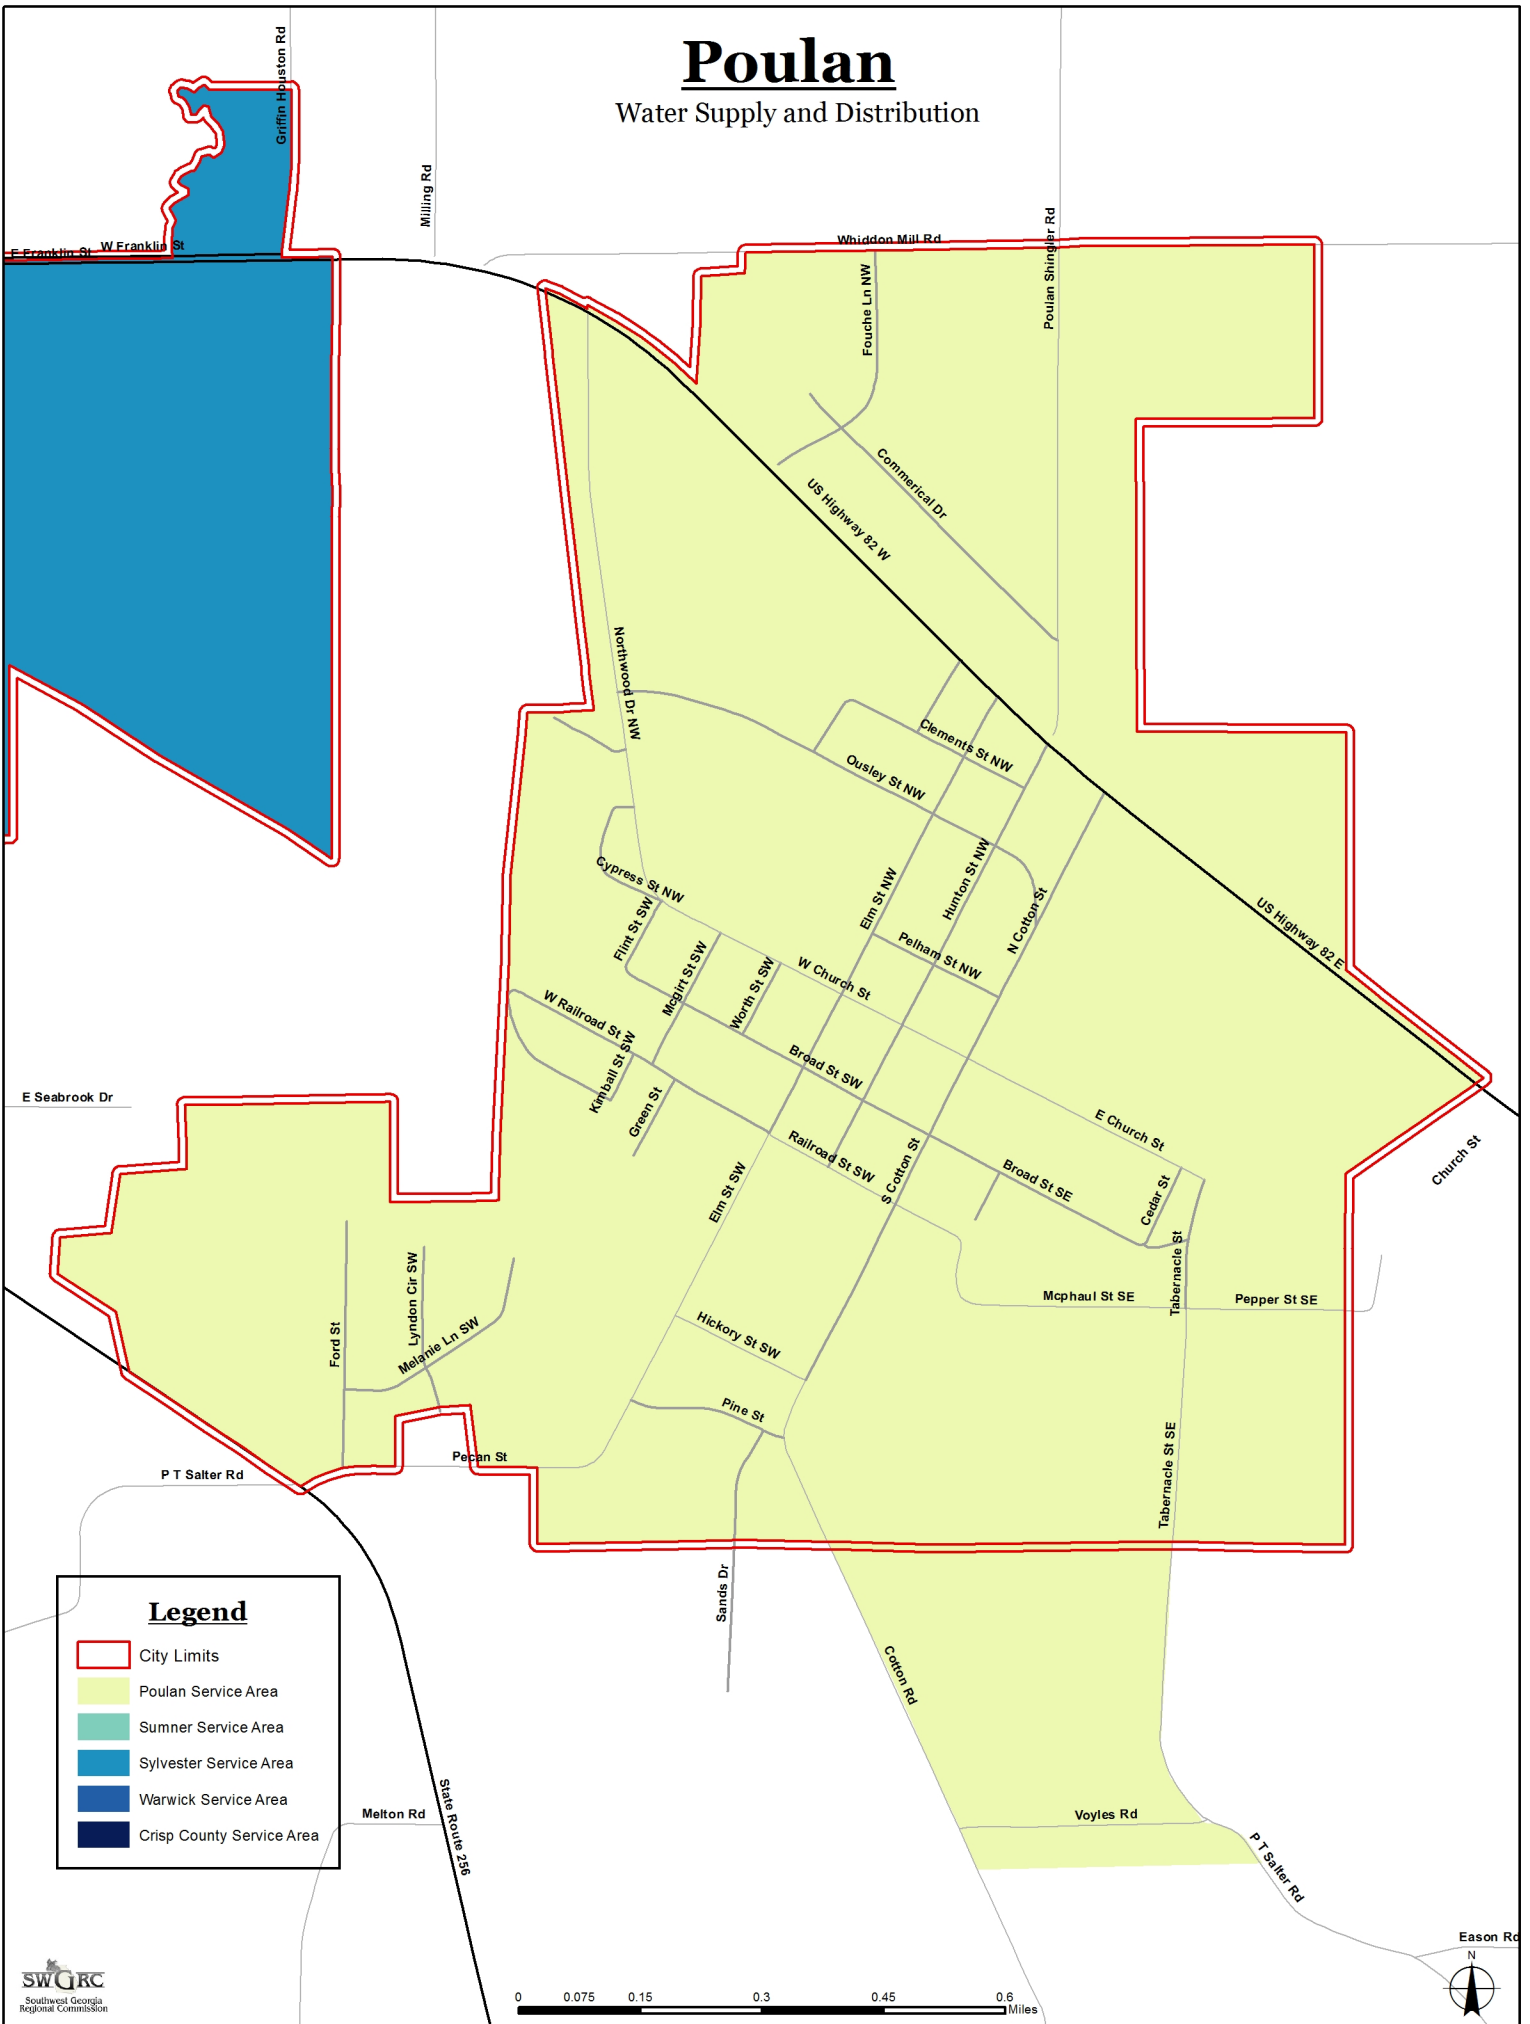 Poulan
Water Supply and Distribution
Griffin Houston Rd
Milling Rd
E Franklin St
W Franklin St
Whiddon Mill Rd
Poulan Shingler Rd
Fouche Ln NW
Commerical Dr
US Highway 82 W
Northwood Dr NW
Clements St NW
Ousley St NW
Cypress St NW
Elm St NW
Hunton St NW
N Cotton St
US Highway 82 E
Flint St SW
Mcgirt St SW
Worth St SW
W Church St
Pelham St NW
W Railroad St
Kimball St SW
Green St
Broad St SW
E Seabrook Dr
E Church St
Church St
Railroad St SW
S Cotton St
Broad St SE
Cedar St
Elm St SW
Tabernacle St
Mcphaul St SE
Pepper St SE
Ford St
Lyndon Cir SW
Melanie Ln SW
Hickory St SW
Pine St
Pecan St
P T Salter Rd
Tabernacle St SE
Sands Dr
Cotton Rd
Legend
City Limits
Poulan Service Area
Sumner Service Area
Sylvester Service Area
Warwick Service Area
Crisp County Service Area
Melton Rd
State Route 256
Voyles Rd
P T Salter Rd
Eason Rd
N
SWGRC
Southwest Georgia
Regional Commission
0 0.075 0.15 0.3 0.45 0.6
Miles